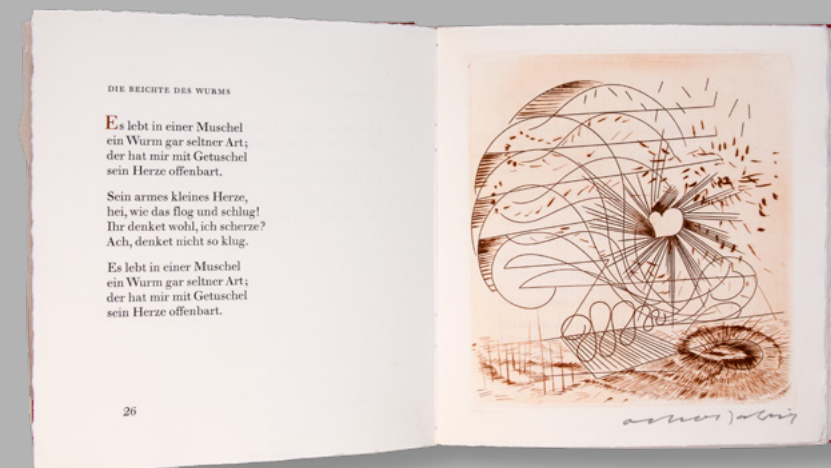 DIE BEICHTE DES WURMS
Es lebt in einer Muschel
ein Wurm gar seltner Art;
der hat mir mit Getuschel
sein Herze offenbart.
Sein armes kleines Herze,
hei, wie das flog und schlug!
Ihr denket wohl, ich scherze?
Ach, denket nicht so klug.
Es lebt in einer Muschel
ein Wurm gar seltner Art;
der hat mir mit Getuschel
sein Herze offenbart.
26